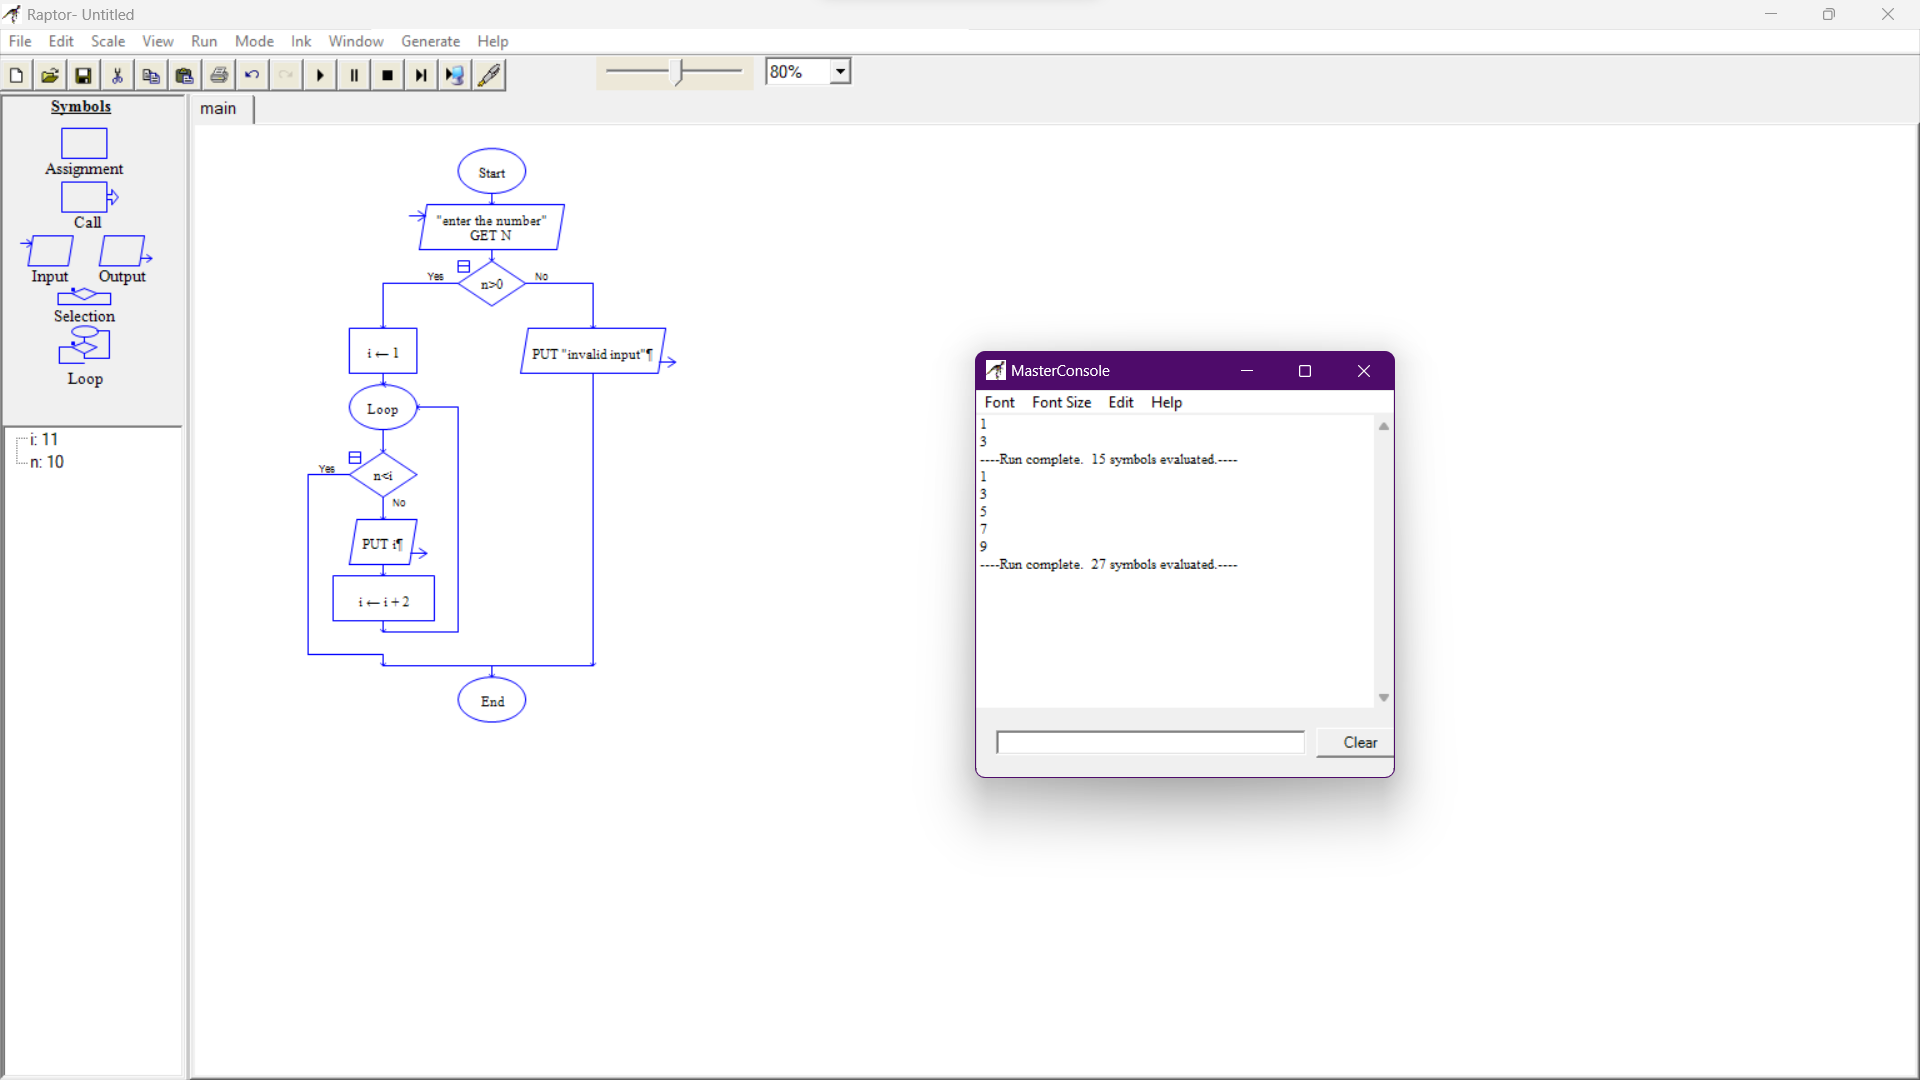 Raptor- Untitled
File Edit Scale View Run Mode Ink Window Generate Help
80%
Symbols
Assignment
Call
Input Output
Selection
Loop
i: 11
n: 10
main
Start
"enter the number"
GET N
Yes No
n>0
i ← 1
PUT "invalid input"¶
Loop
Yes
n<i
No
PUT i¶
i ← i + 2
End
MasterConsole
Font Font Size Edit Help
1
3
----Run complete. 15 symbols evaluated.----
1
3
5
7
9
----Run complete. 27 symbols evaluated.----
Clear